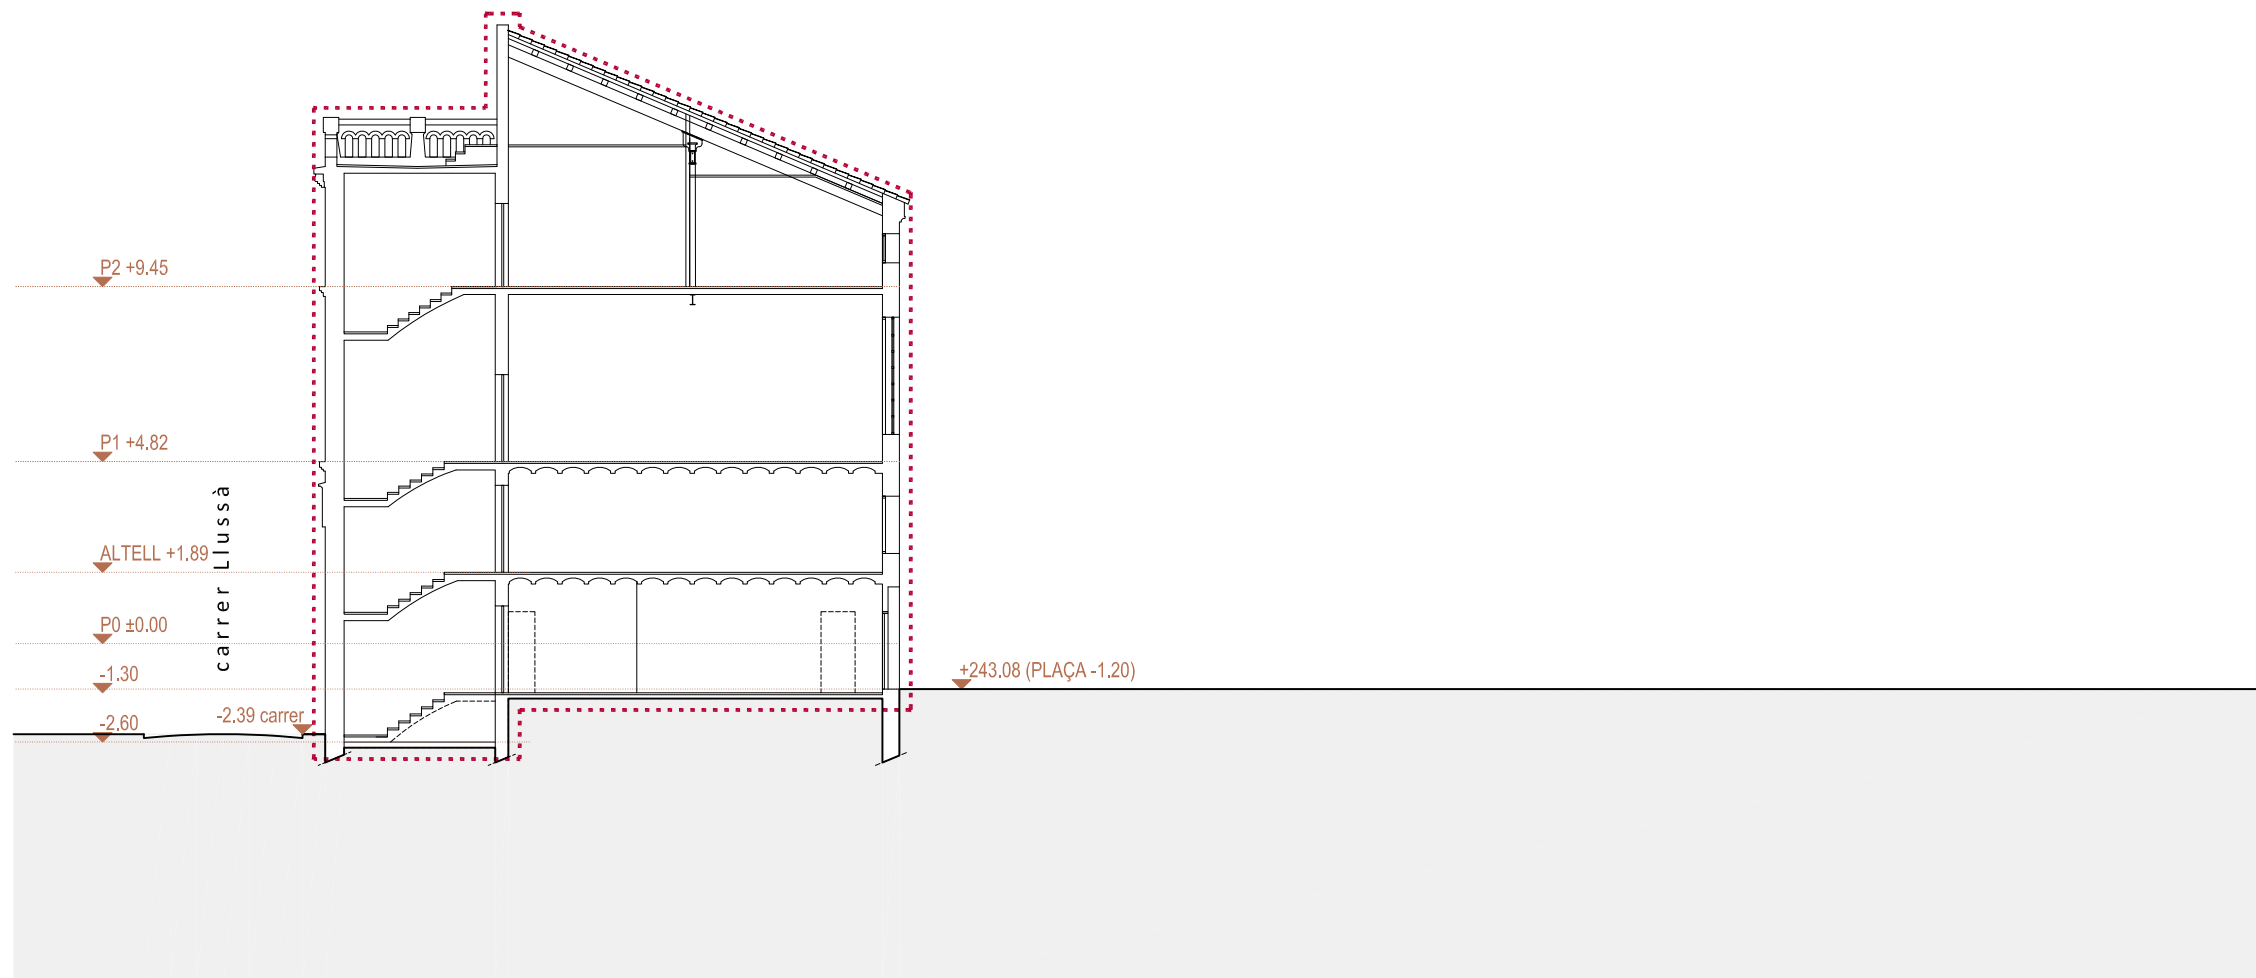 P2 +9.45
P1 +4.82
carrer Llussà
ALTELL +1.89
P0 ±0.00
-1.30
+243.08 (PLAÇA -1.20)
-2.39 carrer
-2.60